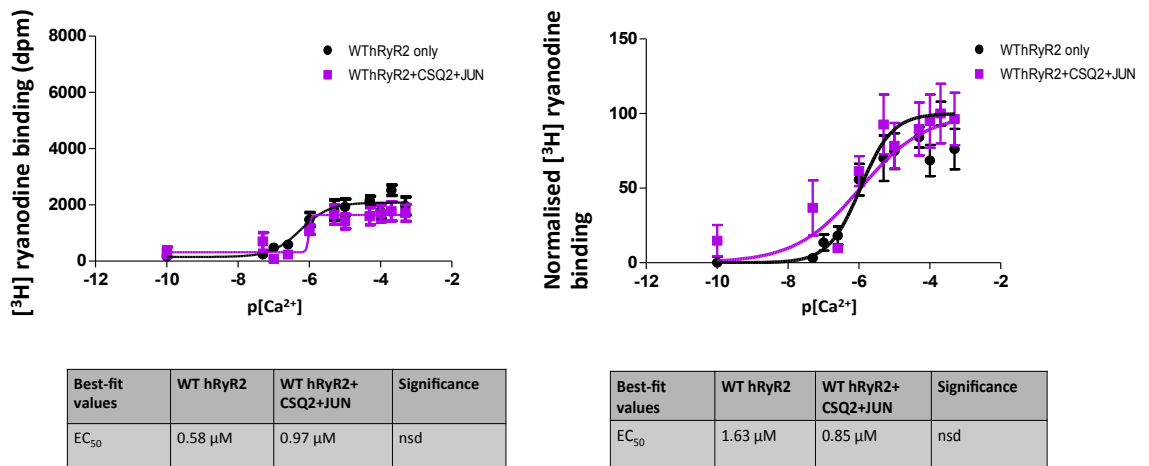 [³H] ryanodine binding (dpm)
8000
6000
4000
2000
0
-12
-10
-8
-6
-4
-2
p[Ca²⁺]
WThRyR2 only
WThRyR2+CSQ2+JUN
Normalised [³H] ryanodine
binding
150
100
50
0
-12
-10
-8
-6
-4
-2
p[Ca²⁺]
WThRyR2 only
WThRyR2+CSQ2+JUN
Best-fit values | WT hRyR2 | WT hRyR2+ CSQ2+JUN | Significance
EC₅₀ | 0.58 µM | 0.97 µM | nsd
Best-fit values | WT hRyR2 | WT hRyR2+ CSQ2+JUN | Significance
EC₅₀ | 1.63 µM | 0.85 µM | nsd